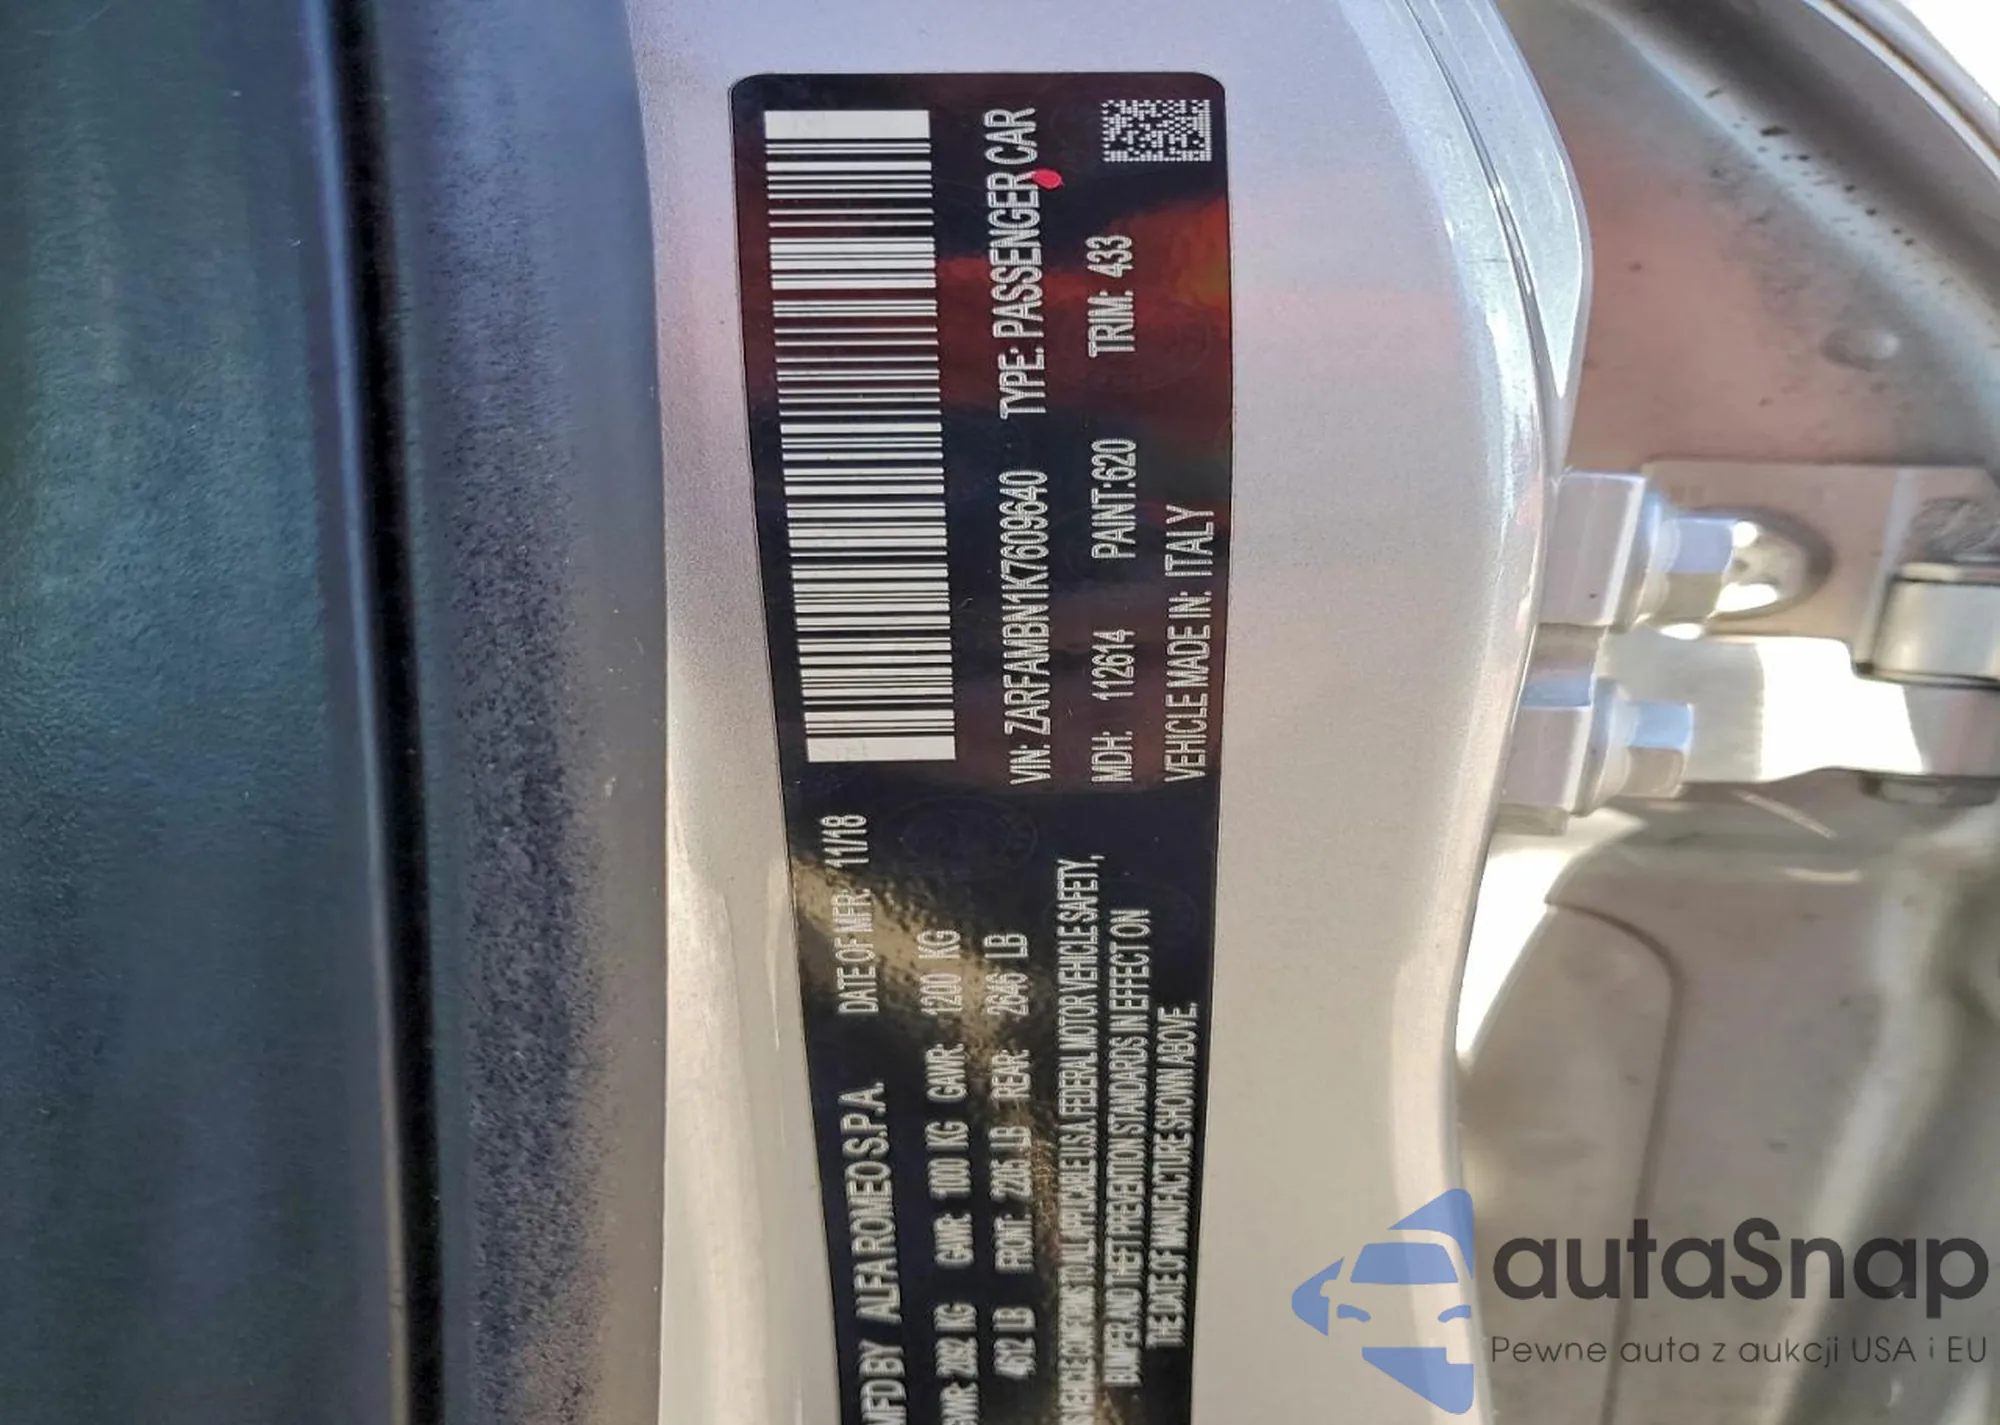 MFD BY ALFA ROMEO S.P.A. DATE OF MFR: 11/18
GVWR: 2092 KG GAWR: 1000 KG GAWR: 1200 KG
4612 LB FRONT: 2205 LB REAR: 2646 LB
VEHICLE CONFORMS TO ALL APPLICABLE U.S.A. FEDERAL MOTOR VEHICLE SAFETY,
BUMPER AND THEFT PREVENTION STANDARDS IN EFFECT ON
THE DATE OF MANUFACTURE SHOWN ABOVE.
VIN: ZARFAMBN1K7609640 TYPE: PASSENGER CAR
MDH: 112614 PAINT:620 TRIM: 433
VEHICLE MADE IN: ITALY
autaSnap
Pewne auta z aukcji USA i EU